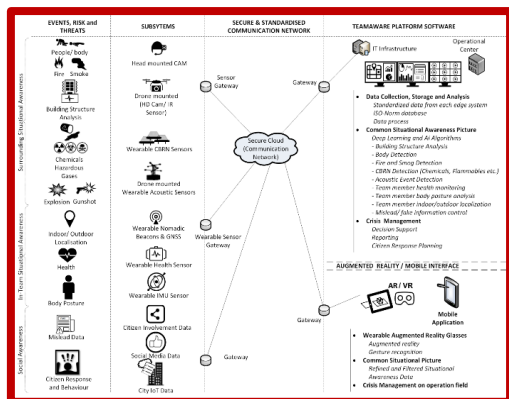 EVENTS, RISK and
THREATS
SUBSYTEMS
SECURE & STANDARDISED
COMMUNICATION NETWORK
TEAMAWARE PLATFORM SOFTWARE
Surrounding Situational Awareness
In-Team Situational Awareness
Social Awareness
People/ body
Fire Smoke
Building Structure
Analysis
Chemicals
Hazardous
Gases
Explosion Gunshot
Indoor/ Outdoor
Localisation
Health
Body Posture
Mislead Data
Citizen Response
and Behaviour
Head mounted CAM
Drone mounted
(HD Cam/ IR
Sensor)
Wearable CBRN Sensors
Drone mounted
Wearable Acoustic Sensors
Wearable Nomadic
Beacons & GNSS
Wearable Health Sensor
Wearable IMU Sensor
Citizen Involvement Data
Social Media Data
City IoT Data
Sensor
Gateway
Gateway
Secure Cloud
(Communication
Network)
Wearable Sensor
Gateway
Gateway
Gateway
IT Infrastructure
Operational
Center
• Data Collection, Storage and Analysis
Standardized data from each edge system
ISO-Norm database
Data process
• Common Situational Awareness Picture
Deep Learning and AI Algorithms
- Building Structure Analysis
- Body Detection
- Fire and Smog Detection
- CBRN Detection (Chemicals, Flammables etc.)
- Acoustic Event Detection
- Team member health monitoring
- Team member body posture analysis
- Team member indoor/outdoor localization
- Mislead/ fake information control
• Crisis Management
Decision Support
Reporting
Citizen Response Planning
AUGMENTED REALITY / MOBILE INTERFACE
AR/ VR
Mobile
Application
• Wearable Augmented Reality Glasses
Augmented reality
Gesture recognition
• Common Situational Picture
Refined and Filtered Situational
Awareness Data
• Crisis Management on operation field